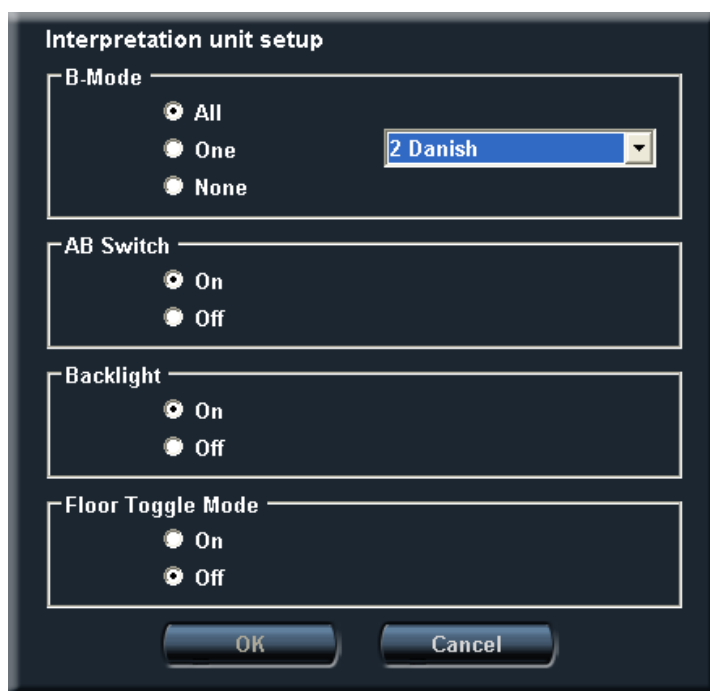 Interpretation unit setup
B-Mode
All
One 2 Danish
None
AB Switch
On
Off
Backlight
On
Off
Floor Toggle Mode
On
Off
OK Cancel